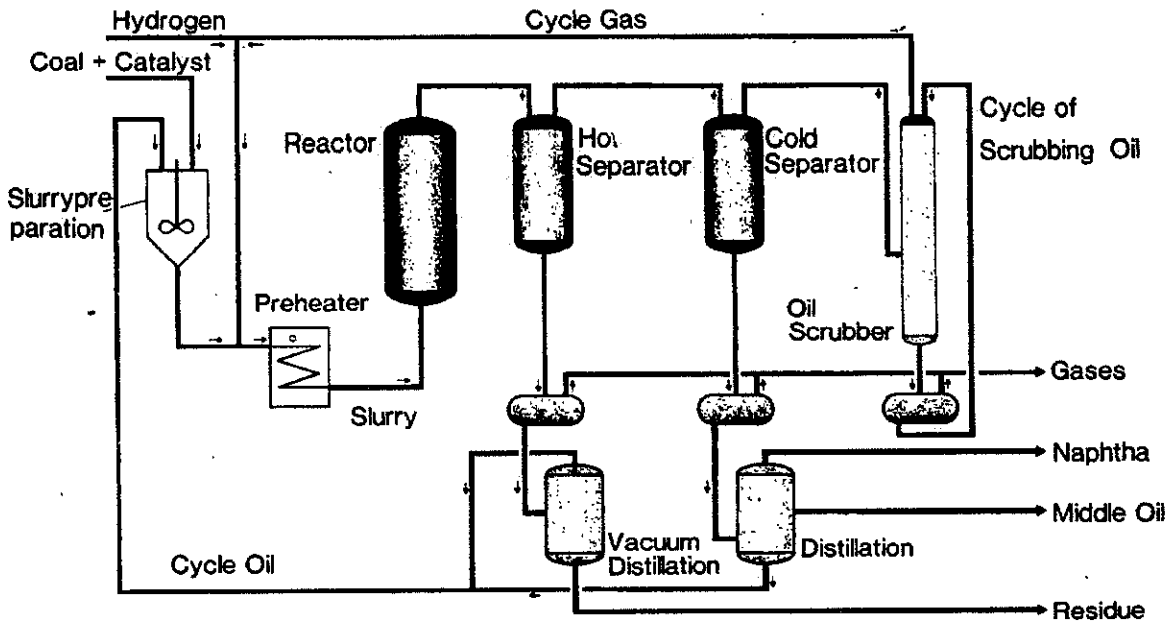 Hydrogen
Cycle Gas
Coal + Catalyst
Reactor
Hot
Separator
Cold
Separator
Cycle of
Scrubbing Oil
Slurrypre
paration
Preheater
Oil
Scrubber
Slurry
Gases
Naphtha
Middle Oil
Vacuum
Distillation
Distillation
Cycle Oil
Residue